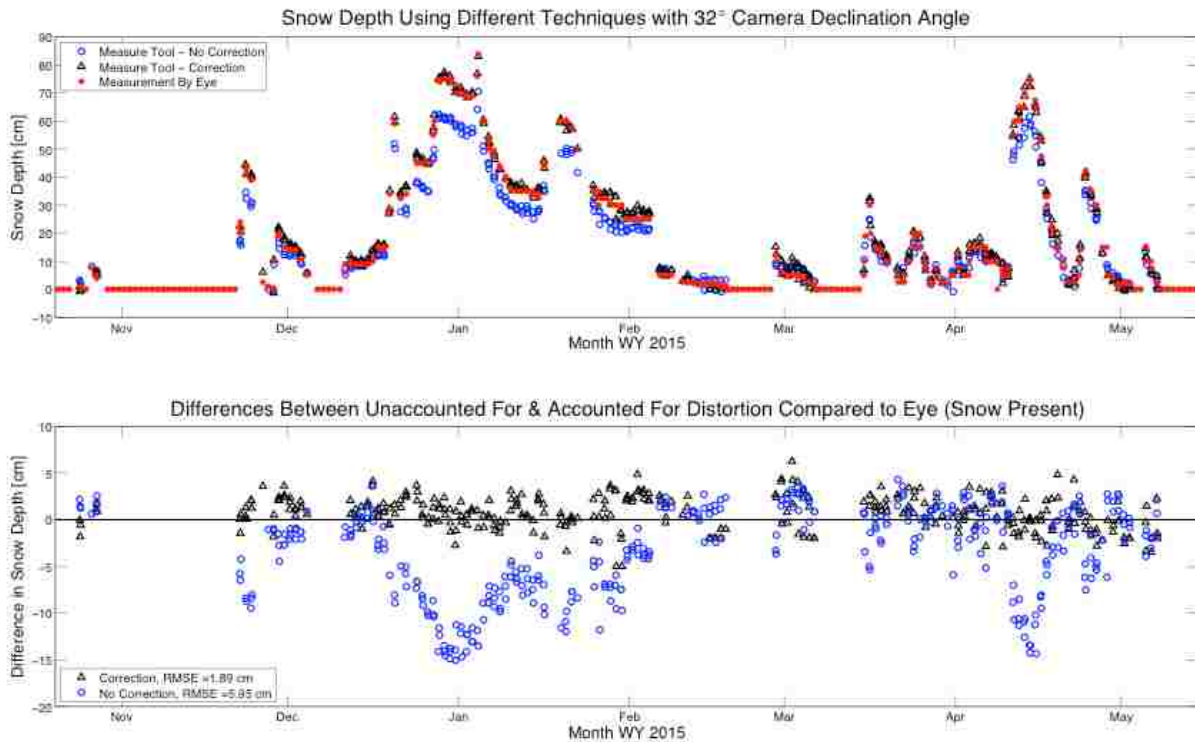 Snow Depth Using Different Techniques with 32° Camera Declination Angle
90
80
70
60
50
40
30
20
10
0
−10
Snow Depth [cm]
Measure Tool − No Correction
Measure Tool − Correction
Measurement By Eye
Nov Dec Jan Feb Mar Apr May
Month WY 2015
Differences Between Unaccounted For & Accounted For Distortion Compared to Eye (Snow Present)
10
5
0
−5
−10
−15
−20
Difference in Snow Depth [cm]
Correction, RMSE =1.89 cm
No Correction, RMSE =5.95 cm
Nov Dec Jan Feb Mar Apr May
Month WY 2015